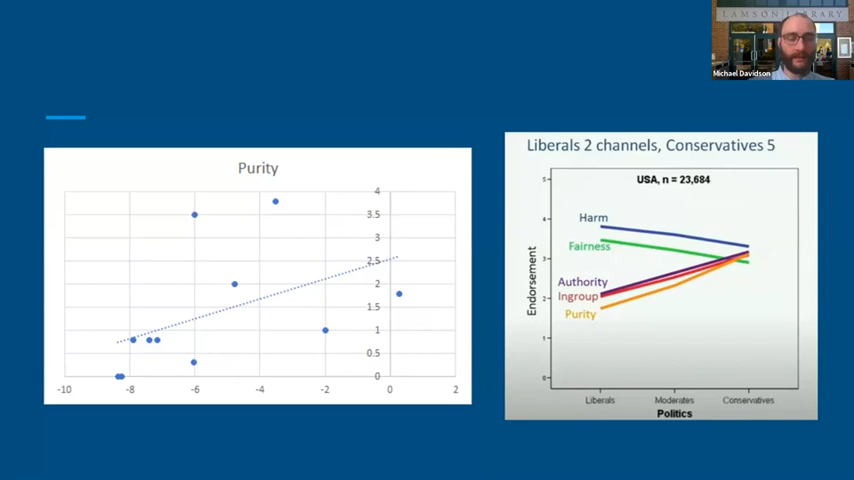 LAMSON LIBRARY
Michael Davidson
Purity
4
3.5
3
2.5
2
1.5
1
0.5
0
-10 -8 -6 -4 -2 0 2
Liberals 2 channels, Conservatives 5
USA, n = 23,684
5
4
3
2
1
0
Endorsement
Harm
Fairness
Authority
Ingroup
Purity
Liberals Moderates Conservatives
Politics